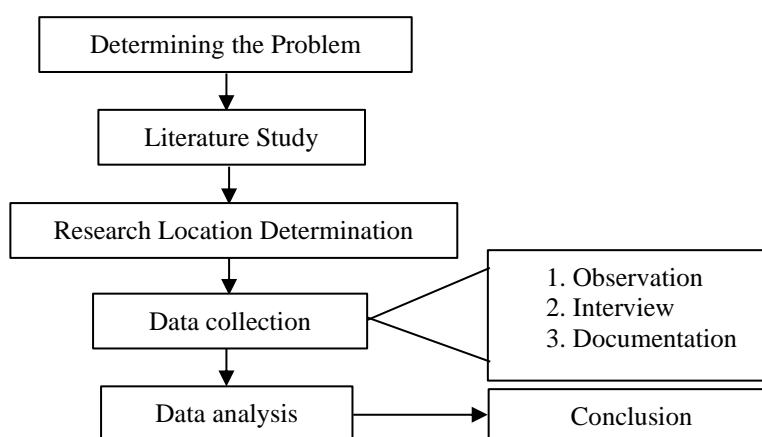 Determining the Problem
Literature Study
Research Location Determination
Data collection
1. Observation
2. Interview
3. Documentation
Data analysis
Conclusion